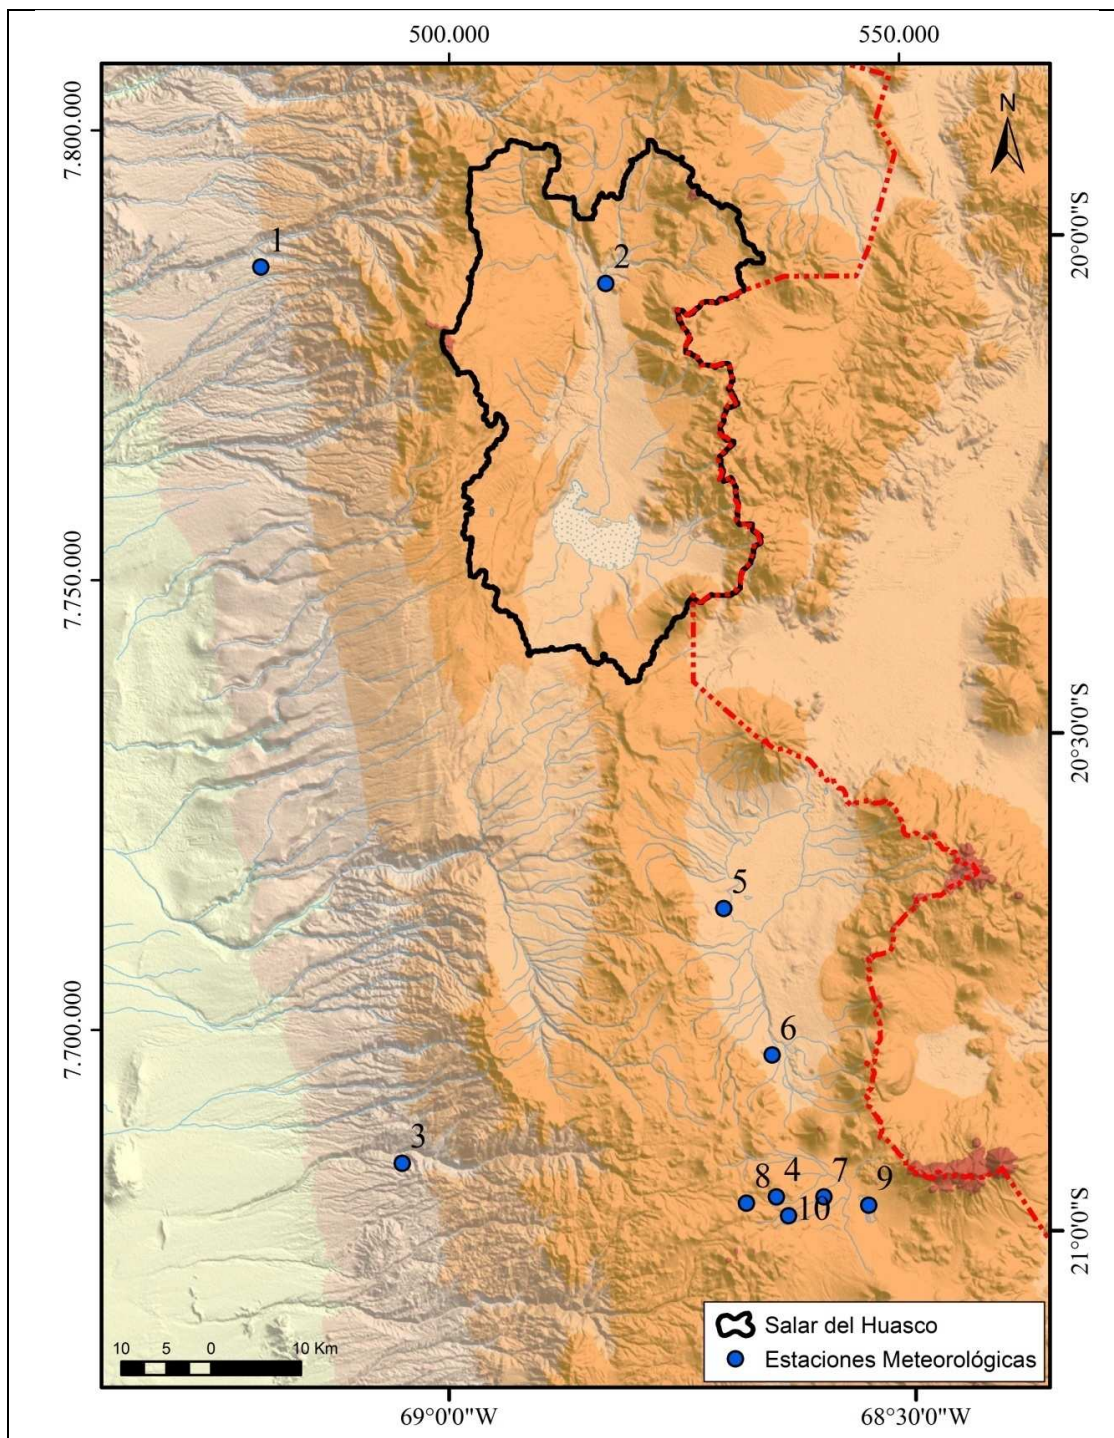 500.000 550.000
7.800.000
N
20°0'0"S
1
2
7.750.000
20°30'0"S
5
7.700.000
6
3
8 4 7 9
10
21°0'0"S
Salar del Huasco
Estaciones Meteorológicas
10 5 0 10 Km
69°0'0"W 68°30'0"W